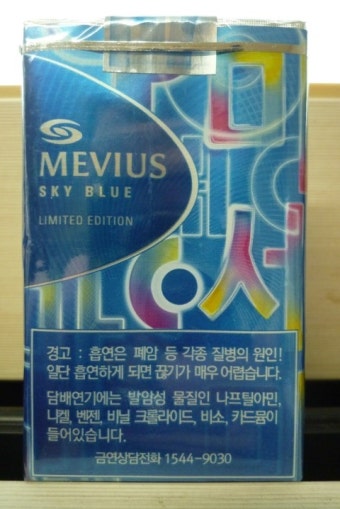 MEVIUS
SKY BLUE
LIMITED EDITION
경고 : 흡연은 폐암 등 각종 질병의 원인!
일단 흡연하게 되면 끊기가 매우 어렵습니다.
담배연기에는 발암성 물질인 나프틸아민,
니켈, 벤젠, 비닐 크롤라이드, 비소, 카드뮴이
들어있습니다.
금연상담전화 1544-9030